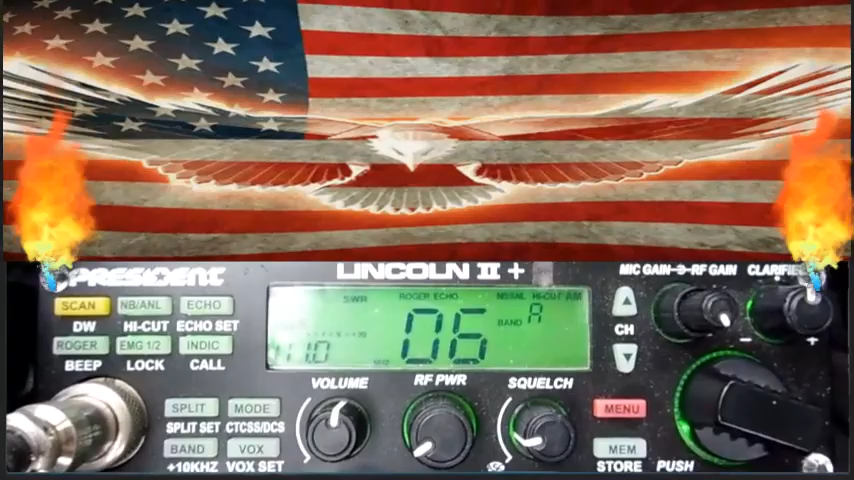 PRESIDENT
LINCOLN II +
MIC GAIN RF GAIN CLARIFIER
SCAN NB/ANL ECHO
DW HI-CUT ECHO SET
ROGER EMG 1/2 INDIC
BEEP LOCK CALL
SWR ROGER ECHO NB/ANL HI-CUT AM
06
BAND A
11.0
CH
- +
VOLUME RF PWR SQUELCH
SPLIT MODE
SPLIT SET CTCSS/DCS
BAND VOX
+10KHZ VOX SET
MENU
MEM
STORE PUSH